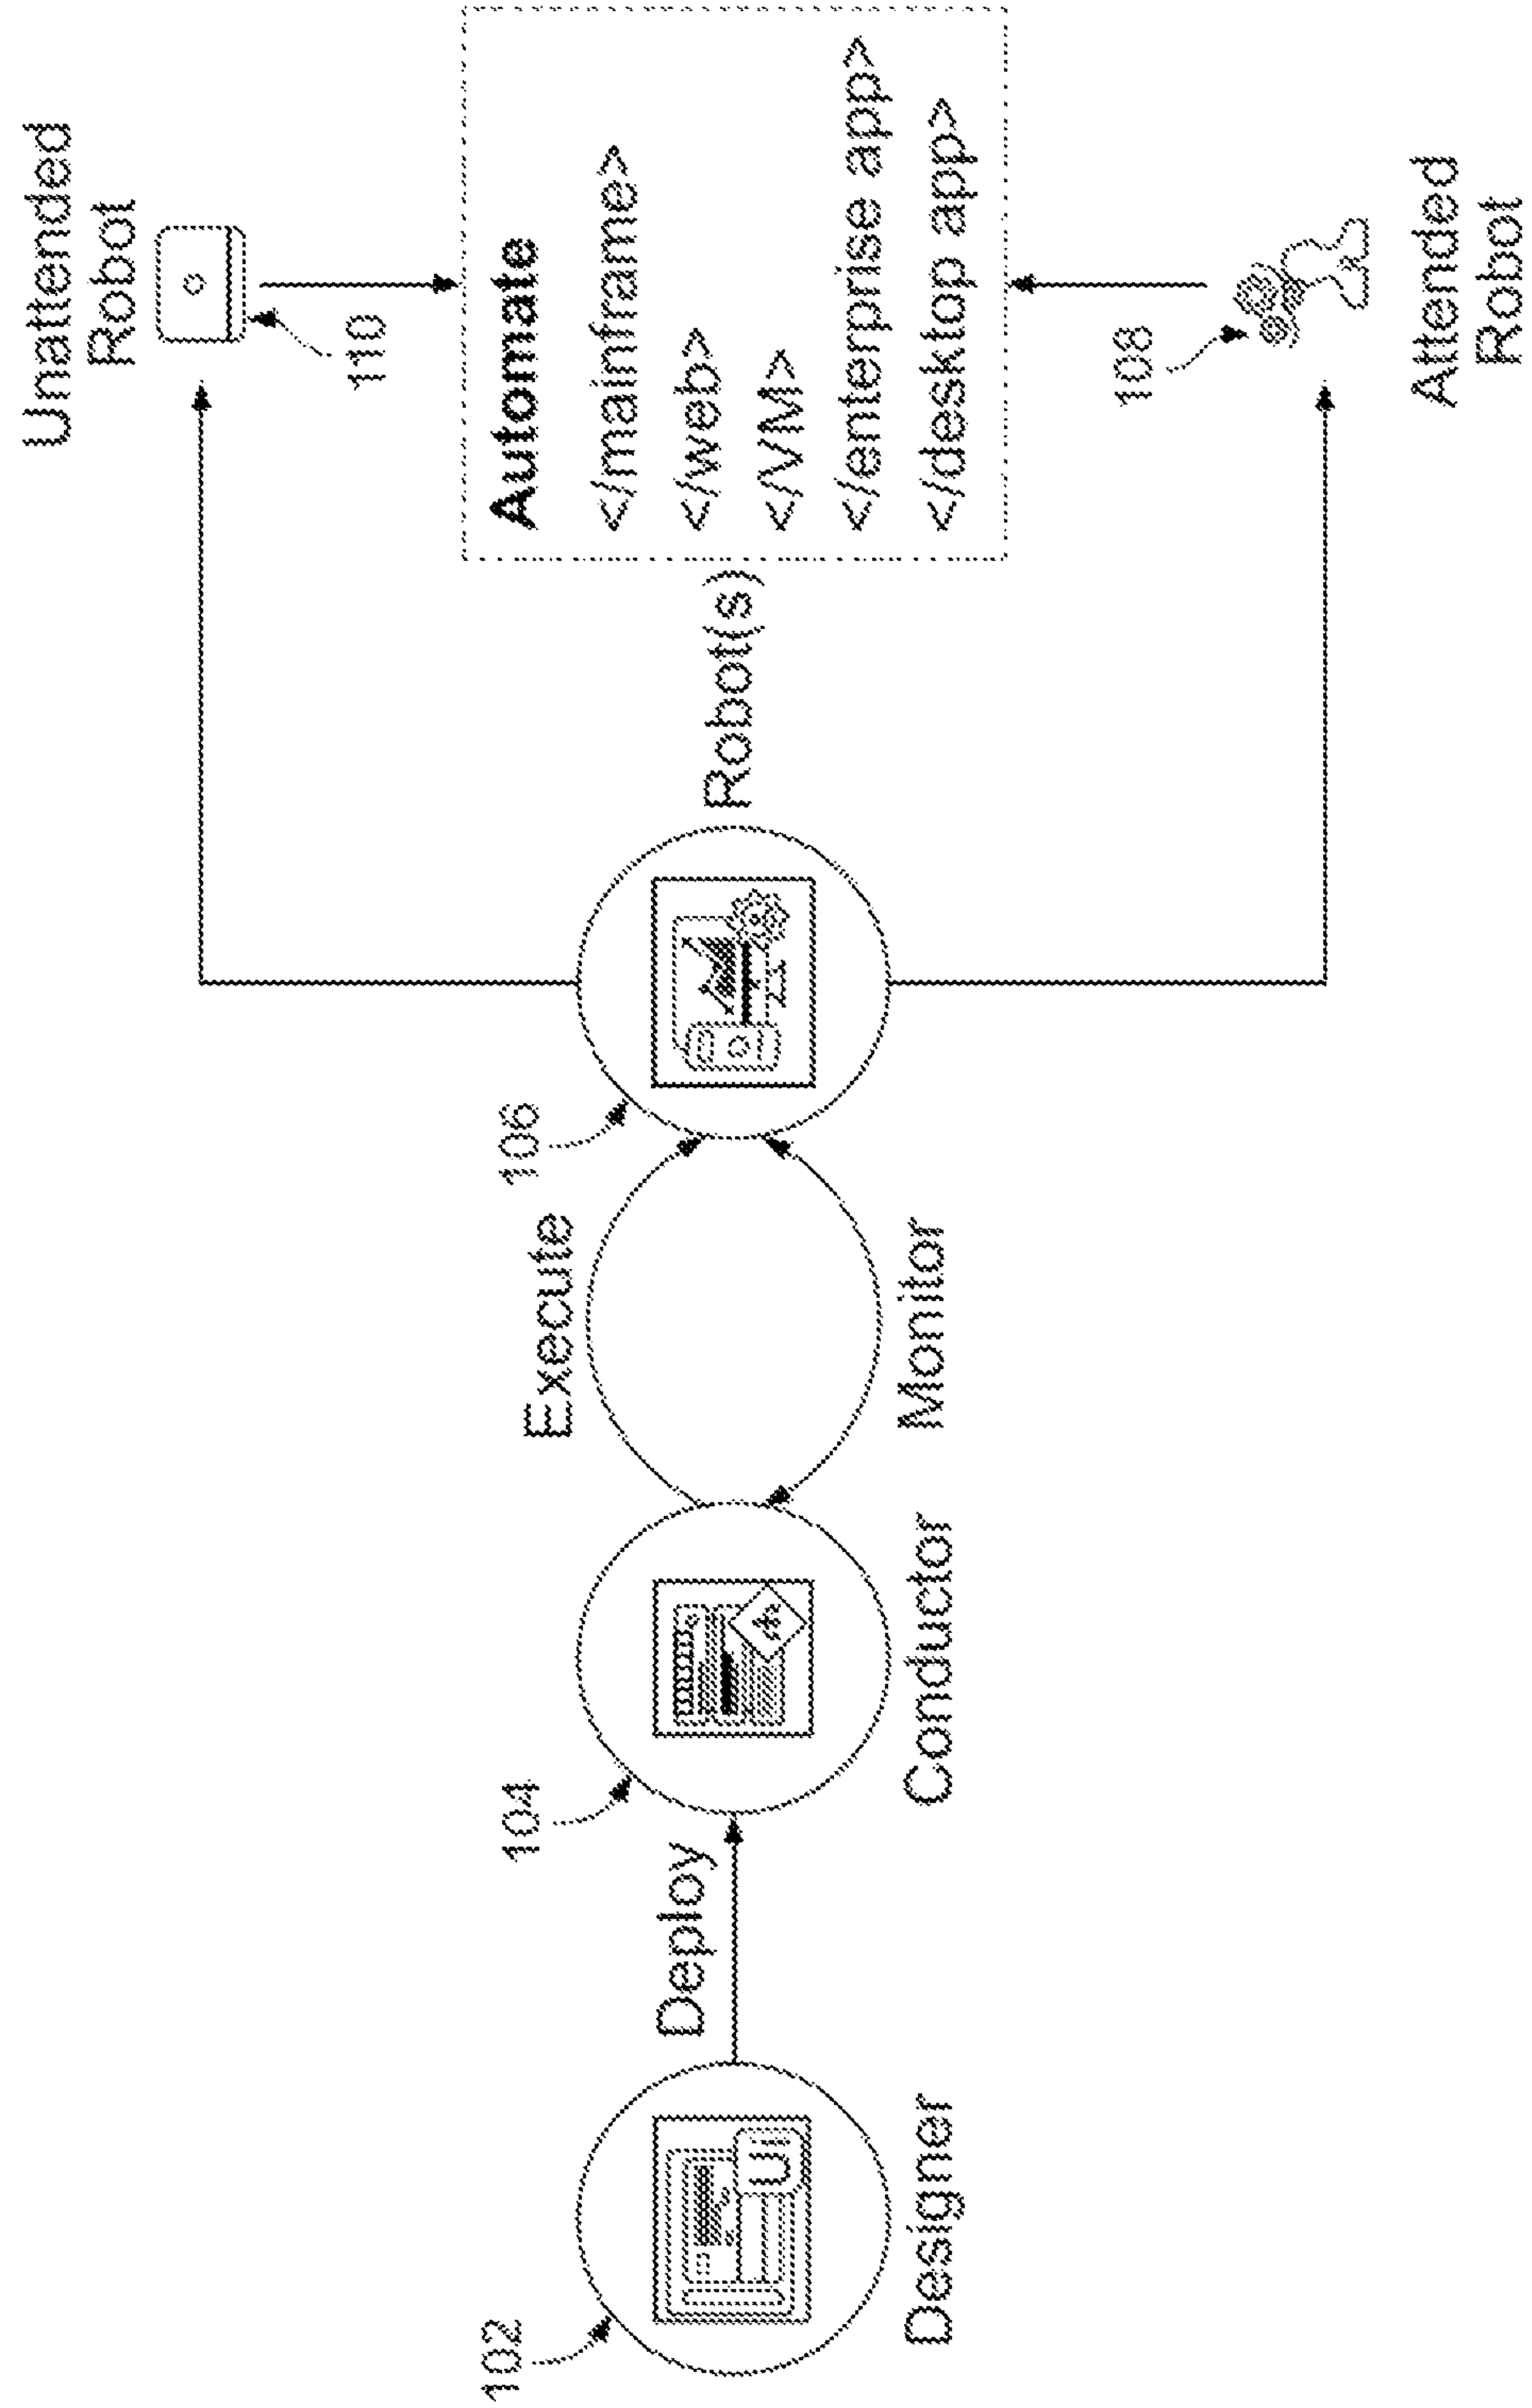 Unattended
Robot
110
Automate
</mainframe>
</web>
</VM>
</enterprise app>
</desktop app>
Robot(s)
106
Execute
Monitor
104
Conductor
Deploy
102
Ui
Designer
108
Attended
Robot